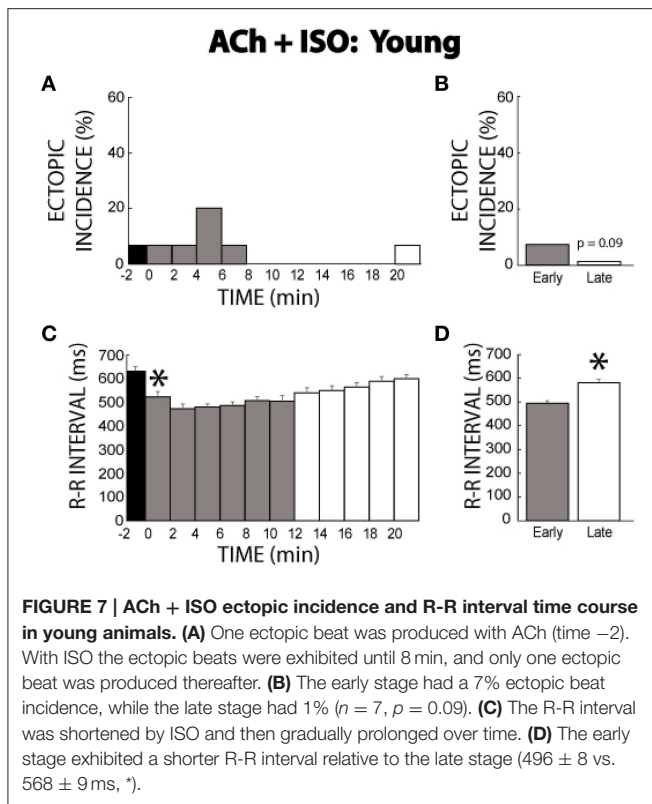 ACh + ISO: Young
A
60
40
20
0
ECTOPIC
INCIDENCE (%)
-2 0 2 4 6 8 10 12 14 16 18 20
TIME (min)
B
60
40
20
0
ECTOPIC
INCIDENCE (%)
p = 0.09
Early Late
C
700
600
500
400
300
200
100
0
R-R INTERVAL (ms)
*
-2 0 2 4 6 8 10 12 14 16 18 20
TIME (min)
D
700
600
500
400
300
200
100
0
R-R INTERVAL (ms)
*
Early Late
FIGURE 7 | ACh + ISO ectopic incidence and R-R interval time course
in young animals. (A) One ectopic beat was produced with ACh (time −2).
With ISO the ectopic beats were exhibited until 8 min, and only one ectopic
beat was produced thereafter. (B) The early stage had a 7% ectopic beat
incidence, while the late stage had 1% (n = 7, p = 0.09). (C) The R-R interval
was shortened by ISO and then gradually prolonged over time. (D) The early
stage exhibited a shorter R-R interval relative to the late stage (496 ± 8 vs.
568 ± 9 ms, *).